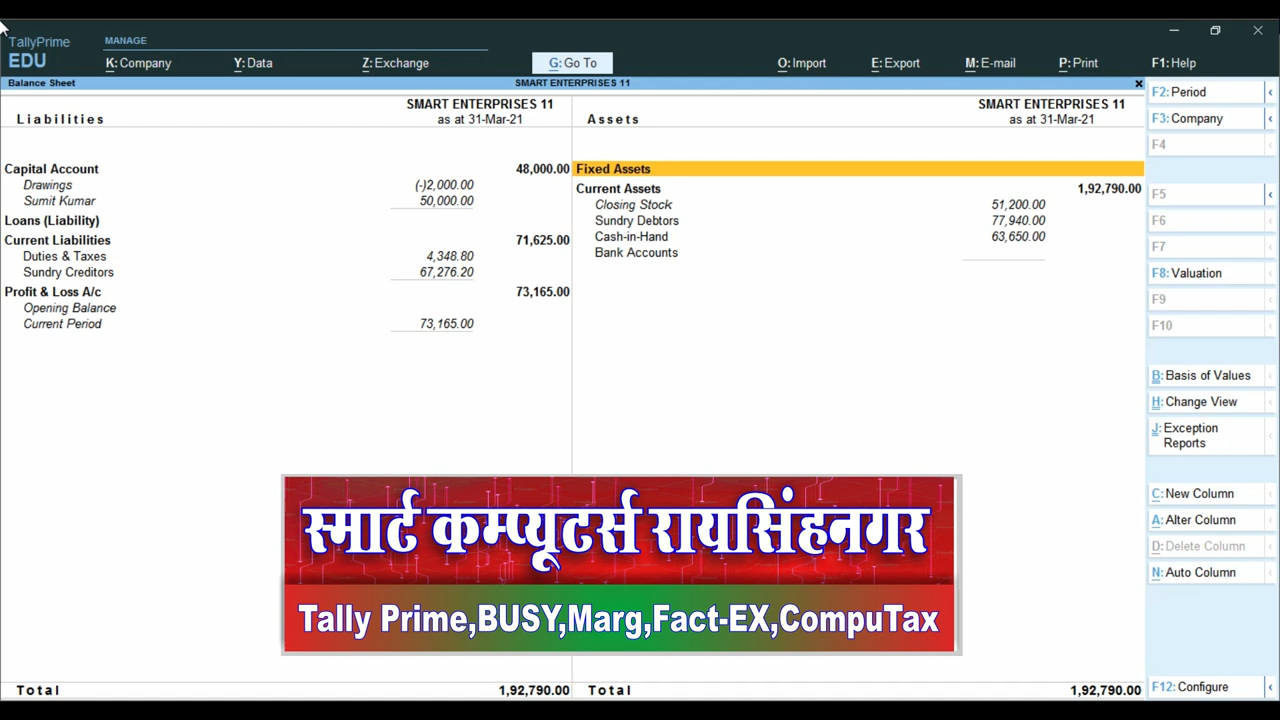 TallyPrime
EDU
MANAGE
K: Company
Y: Data
Z: Exchange
G: Go To
O: Import
E: Export
M: E-mail
P: Print
F1: Help
Balance Sheet
SMART ENTERPRISES 11
Liabilities
SMART ENTERPRISES 11
as at 31-Mar-21
Assets
SMART ENTERPRISES 11
as at 31-Mar-21
Capital Account 48,000.00
Drawings (-)2,000.00
Sumit Kumar 50,000.00
Loans (Liability)
Current Liabilities 71,625.00
Duties & Taxes 4,348.80
Sundry Creditors 67,276.20
Profit & Loss A/c 73,165.00
Opening Balance
Current Period 73,165.00
Fixed Assets
Current Assets 1,92,790.00
Closing Stock 51,200.00
Sundry Debtors 77,940.00
Cash-in-Hand 63,650.00
Bank Accounts
स्मार्ट कम्प्यूटर्स रायसिंहनगर
Tally Prime,BUSY,Marg,Fact-EX,CompuTax
Total 1,92,790.00
Total 1,92,790.00
F2: Period
F3: Company
F4
F5
F6
F7
F8: Valuation
F9
F10
B: Basis of Values
H: Change View
J: Exception
Reports
C: New Column
A: Alter Column
D: Delete Column
N: Auto Column
F12: Configure